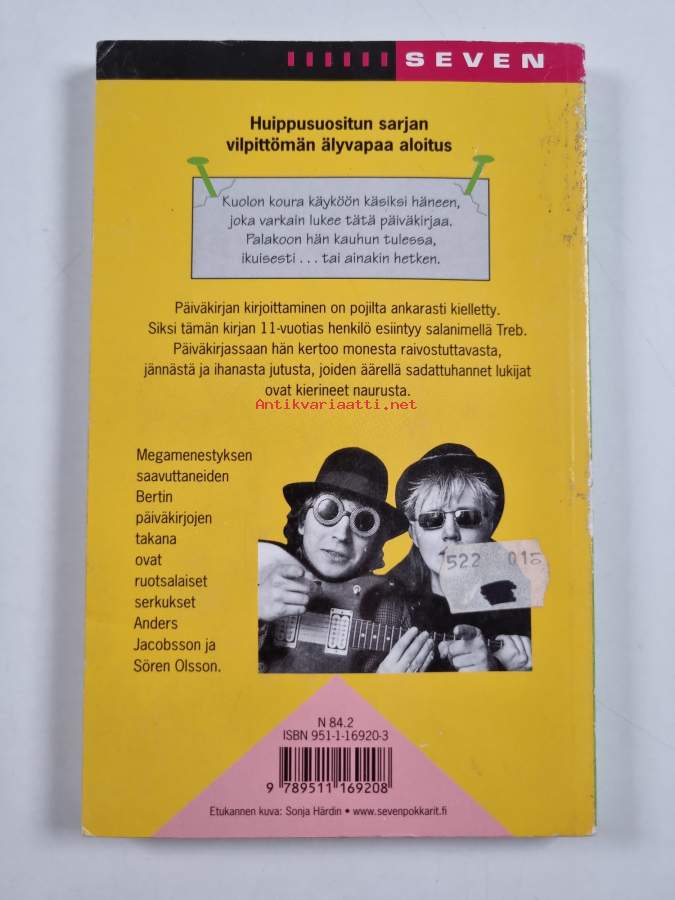 SEVEN
Huippusuositun sarjan
vilpittömän älyvapaa aloitus
Kuolon koura käyköön käsiksi häneen,
joka varkain lukee tätä päiväkirjaa.
Palakoon hän kauhun tulessa,
ikuisesti . . . tai ainakin hetken.
Päiväkirjan kirjoittaminen on pojilta ankarasti kielletty.
Siksi tämän kirjan 11-vuotias henkilö esiintyy salanimellä Treb.
Päiväkirjassaan hän kertoo monesta raivostuttavasta,
jännästä ja ihanasta jutusta, joiden äärellä sadattuhannet lukijat
ovat kierineet naurusta.
Antikvariaatti.net
Megamenestyksen
saavuttaneiden
Bertin
päiväkirjojen
takana
ovat
ruotsalaiset
serkukset
Anders
Jacobsson ja
Sören Olsson.
522 015
N 84.2
ISBN 951-1-16920-3
9 789511 169208
Etukannen kuva: Sonja Härdin • www.sevenpokkarit.fi